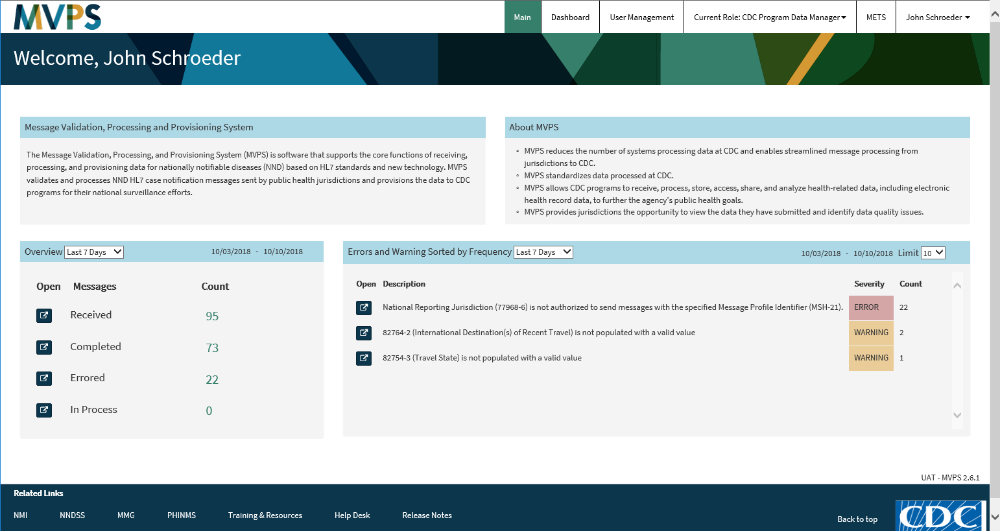 MVPS
Main
Dashboard
User Management
Current Role: CDC Program Data Manager
METS
John Schroeder
Welcome, John Schroeder
Message Validation, Processing and Provisioning System
The Message Validation, Processing, and Provisioning System (MVPS) is software that supports the core functions of receiving,
processing, and provisioning data for nationally notifiable diseases (NND) based on HL7 standards and new technology. MVPS
validates and processes NND HL7 case notification messages sent by public health jurisdictions and provisions the data to CDC
programs for their national surveillance efforts.
About MVPS
◦ MVPS reduces the number of systems processing data at CDC and enables streamlined message processing from
jurisdictions to CDC.
◦ MVPS standardizes data processed at CDC.
◦ MVPS allows CDC programs to receive, process, store, access, share, and analyze health-related data, including electronic
health record data, to further the agency's public health goals.
◦ MVPS provides jurisdictions the opportunity to view the data they have submitted and identify data quality issues.
Overview Last 7 Days 10/03/2018 - 10/10/2018
Open Messages Count
Received 95
Completed 73
Errored 22
In Process 0
Errors and Warning Sorted by Frequency Last 7 Days 10/03/2018 - 10/10/2018 Limit 10
Open Description Severity Count
National Reporting Jurisdiction (77968-6) is not authorized to send messages with the specified Message Profile Identifier (MSH-21). ERROR 22
82764-2 (International Destination(s) of Recent Travel) is not populated with a valid value WARNING 2
82754-3 (Travel State) is not populated with a valid value WARNING 1
UAT - MVPS 2.6.1
Related Links
NMI NNDSS MMG PHINMS Training & Resources Help Desk Release Notes
Back to top
CDC